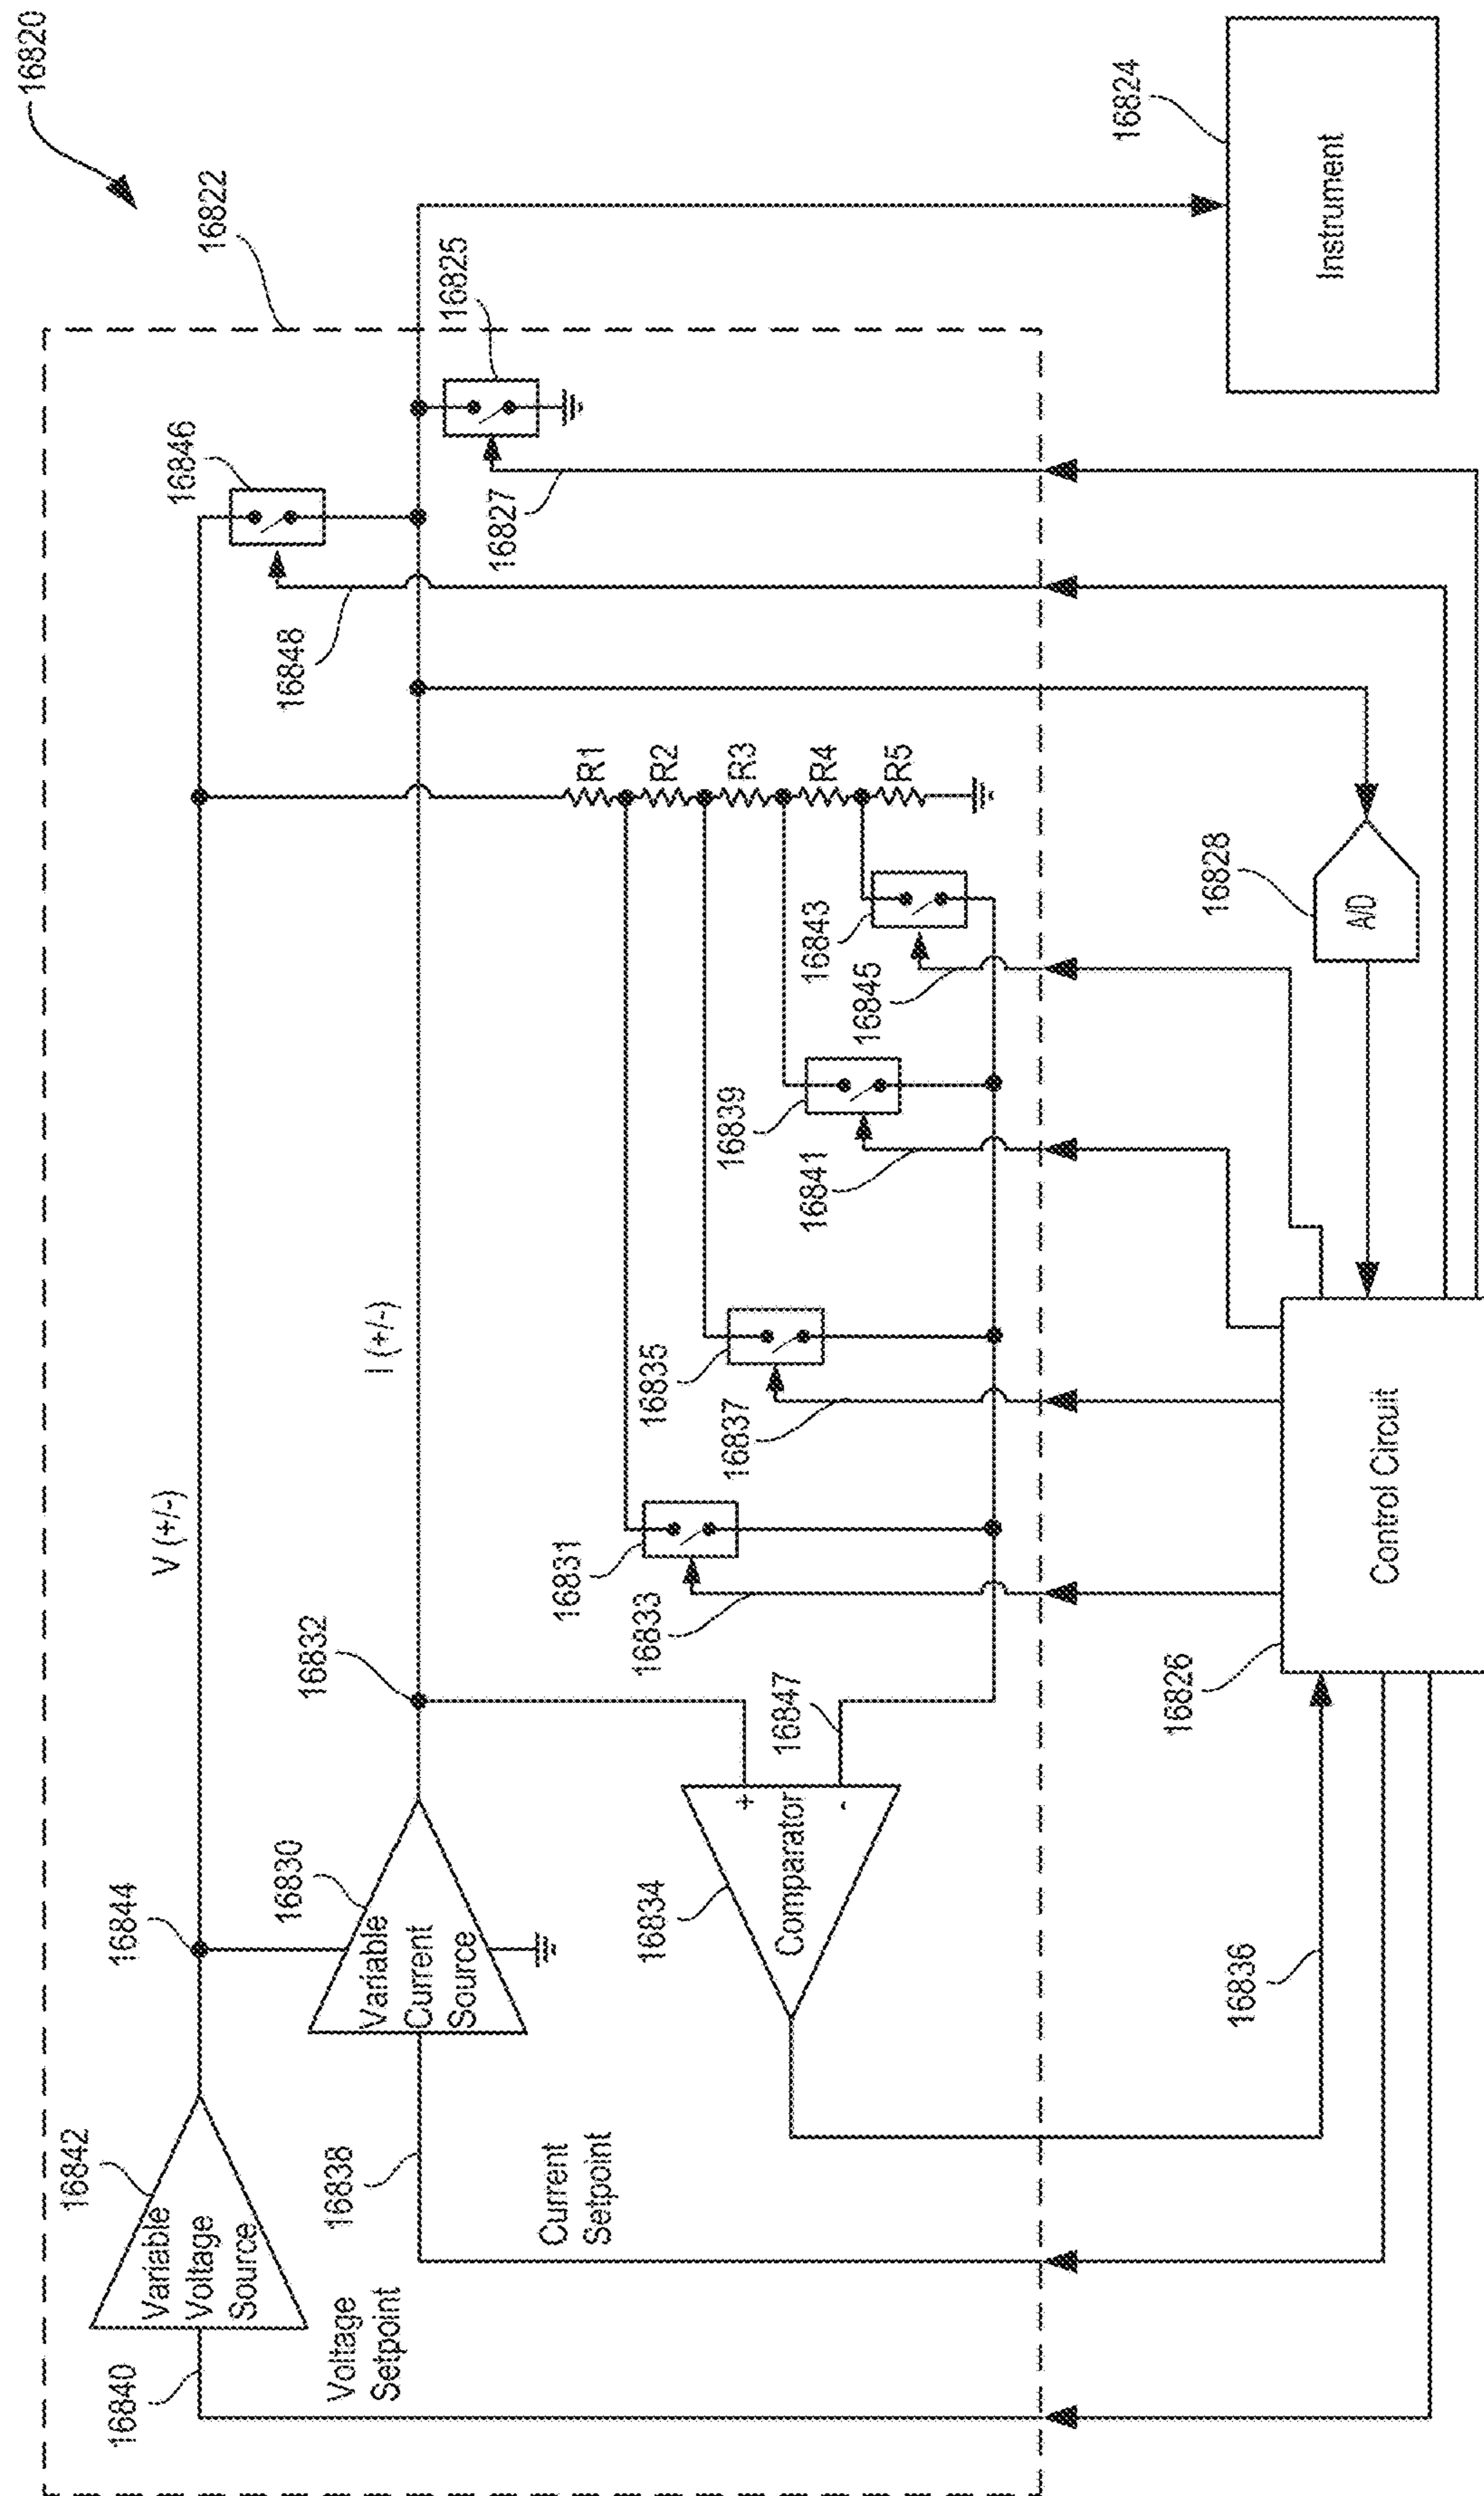 16820
16822
16846
16825
16824
Instrument
16848
16827
V (+/-)
I (+/-)
R1
R2
R3
R4
R5
16828
A/D
16843
16845
16839
16841
16835
16837
16831
16833
16832
16847
16844
16830
Variable
Current
Source
16834
Comparator
+
-
16826
Control Circuit
16836
16842
Variable
Voltage
Source
16838
Current
Setpoint
16840
Voltage
Setpoint